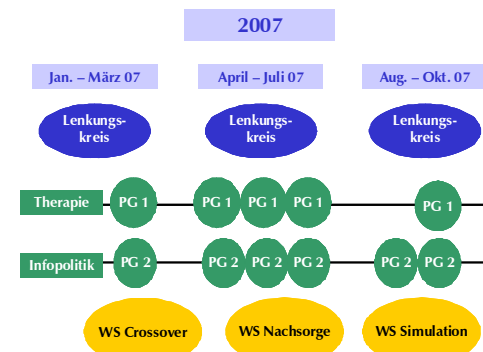 2007
Jan. – März 07
April – Juli 07
Aug. – Okt. 07
Lenkungs-
kreis
Lenkungs-
kreis
Lenkungs-
kreis
Therapie
PG 1
PG 1
PG 1
PG 1
PG 1
Infopolitik
PG 2
PG 2
PG 2
PG 2
PG 2
PG 2
WS Crossover
WS Nachsorge
WS Simulation